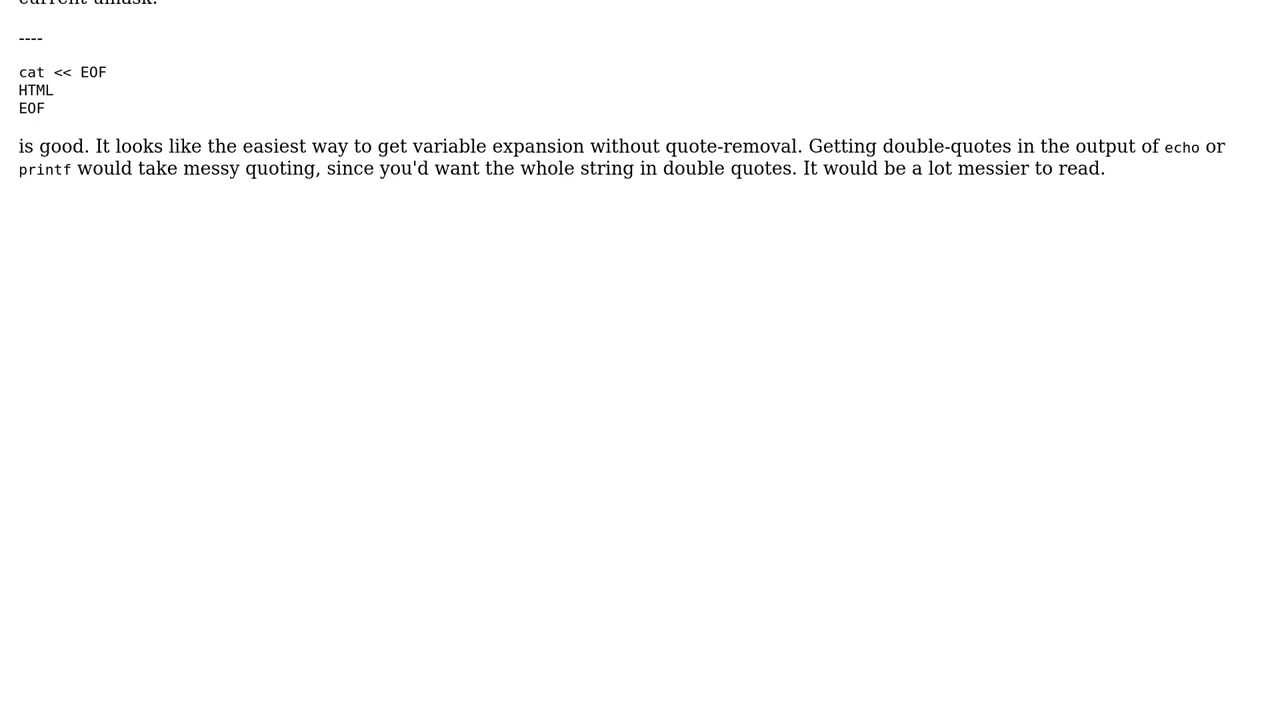 current umask.
----
cat << EOF
HTML
EOF
is good. It looks like the easiest way to get variable expansion without quote-removal. Getting double-quotes in the output of echo or
printf would take messy quoting, since you'd want the whole string in double quotes. It would be a lot messier to read.